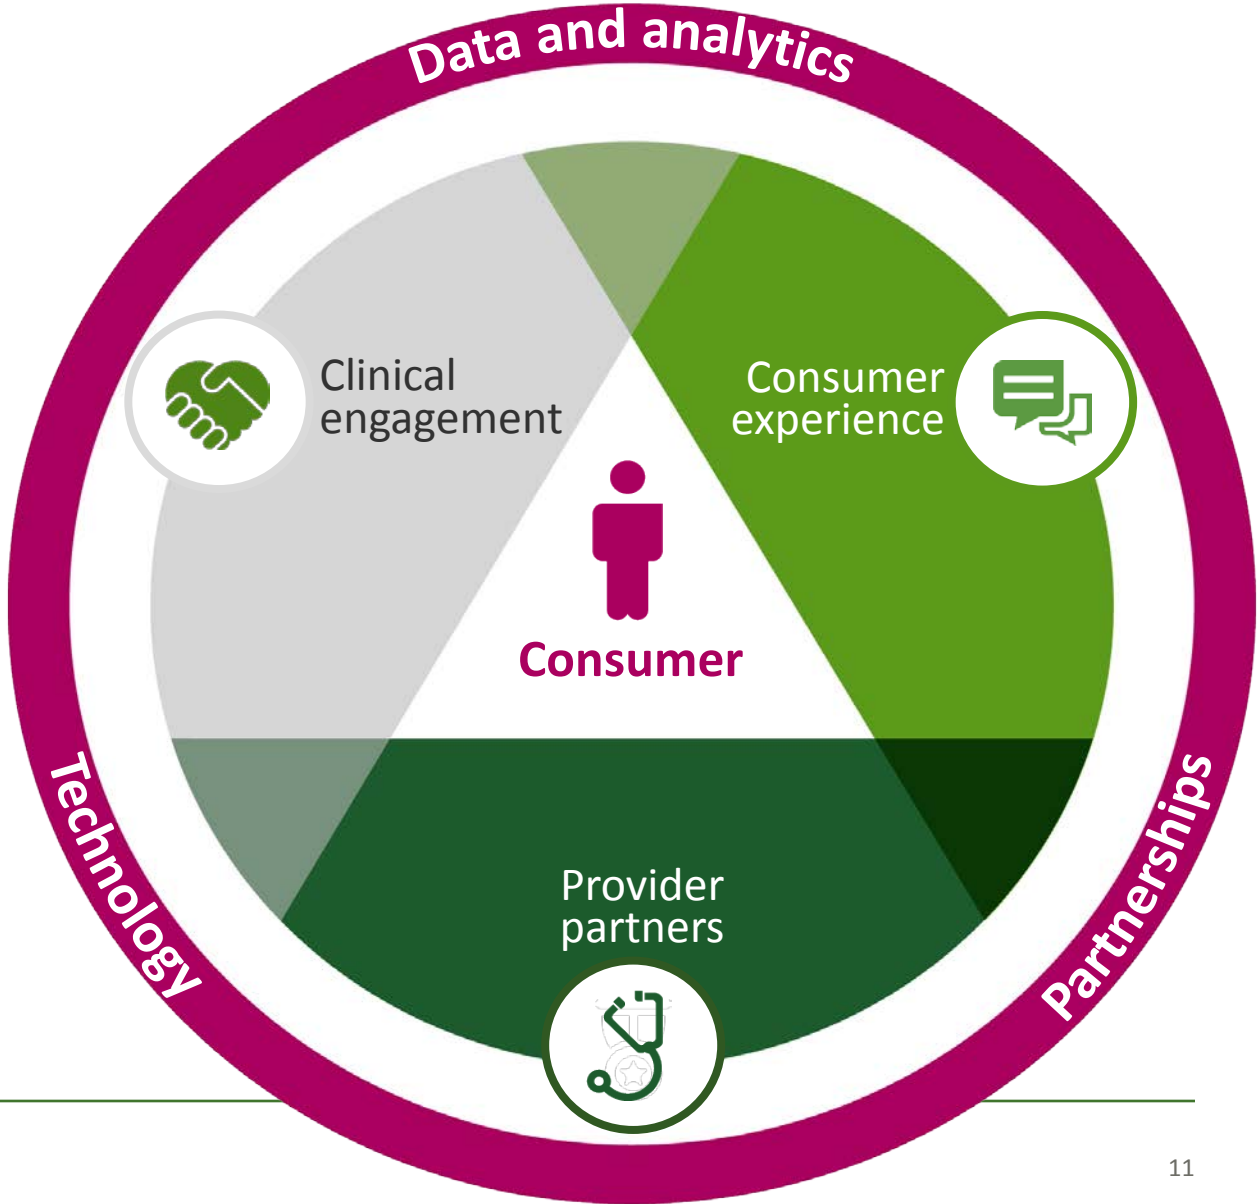 Data and analytics
Clinical
engagement
Consumer
experience
Consumer
Technology
Partnerships
Provider
partners
11